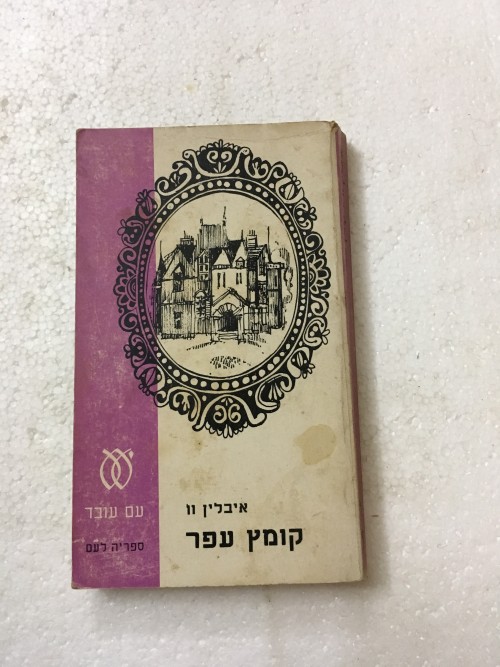 איבלין וו
קומץ עפר
עם עובד
ספריה לעם